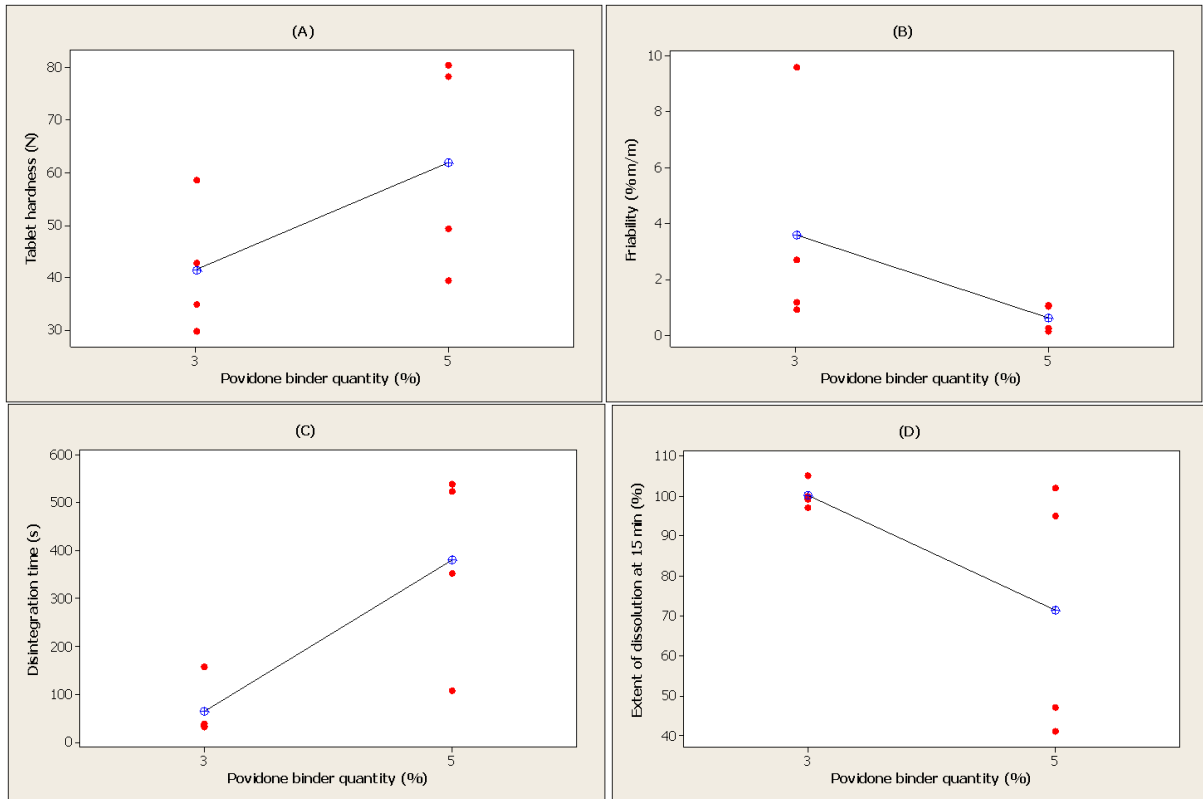 (A)
Tablet hardness (N)
80
70
60
50
40
30
3
5
Povidone binder quantity (%)
(B)
Friability (%m/m)
10
8
6
4
2
0
3
5
Povidone binder quantity (%)
(C)
Disintegration time (s)
600
500
400
300
200
100
0
3
5
Povidone binder quantity (%)
(D)
Extent of dissolution at 15 min (%)
110
100
90
80
70
60
50
40
3
5
Povidone binder quantity (%)